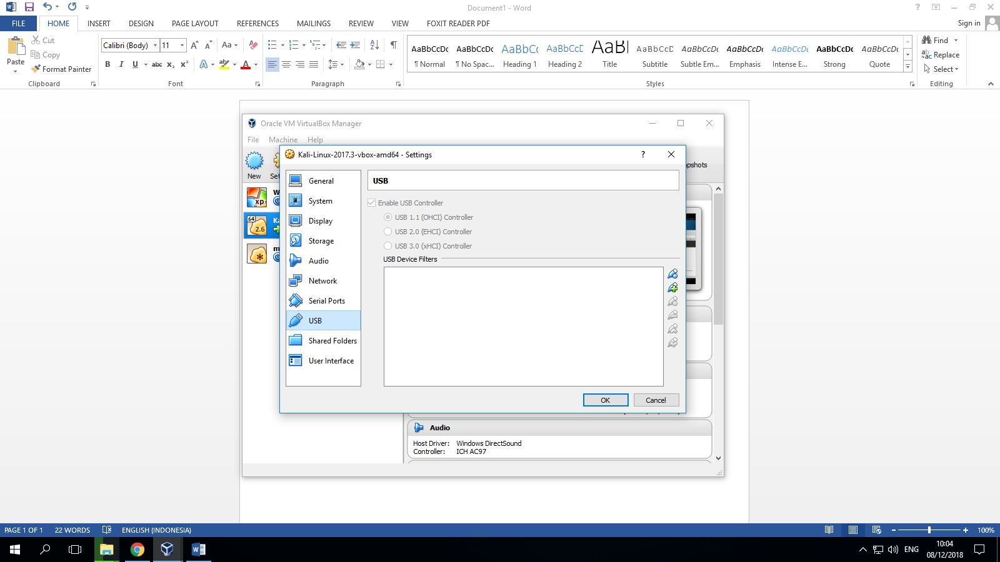 Document1 - Word
FILE HOME INSERT DESIGN PAGE LAYOUT REFERENCES MAILINGS REVIEW VIEW FOXIT READER PDF Sign in
Cut
Copy
Format Painter
Paste
Clipboard
Calibri (Body) 11
Font
Paragraph
AaBbCcDc AaBbCcDc AaBbCc AaBbCcD AaBl AaBbCcD AaBbCcDc AaBbCcDc AaBbCcDc AaBbCcDc AaBbCcDc
¶ Normal ¶ No Spac... Heading 1 Heading 2 Title Subtitle Subtle Em... Emphasis Intense E... Strong Quote
Styles
Find
Replace
Select
Editing
Oracle VM VirtualBox Manager
File Machine Help
New
Kali-Linux-2017.3-vbox-amd64 - Settings
General
System
Display
Storage
Audio
Network
Serial Ports
USB
Shared Folders
User Interface
USB
Enable USB Controller
USB 1.1 (OHCI) Controller
USB 2.0 (EHCI) Controller
USB 3.0 (xHCI) Controller
USB Device Filters
OK Cancel
Audio
Host Driver: Windows DirectSound
Controller: ICH AC97
PAGE 1 OF 1 22 WORDS ENGLISH (INDONESIA) 100%
ENG 10:04
08/12/2018